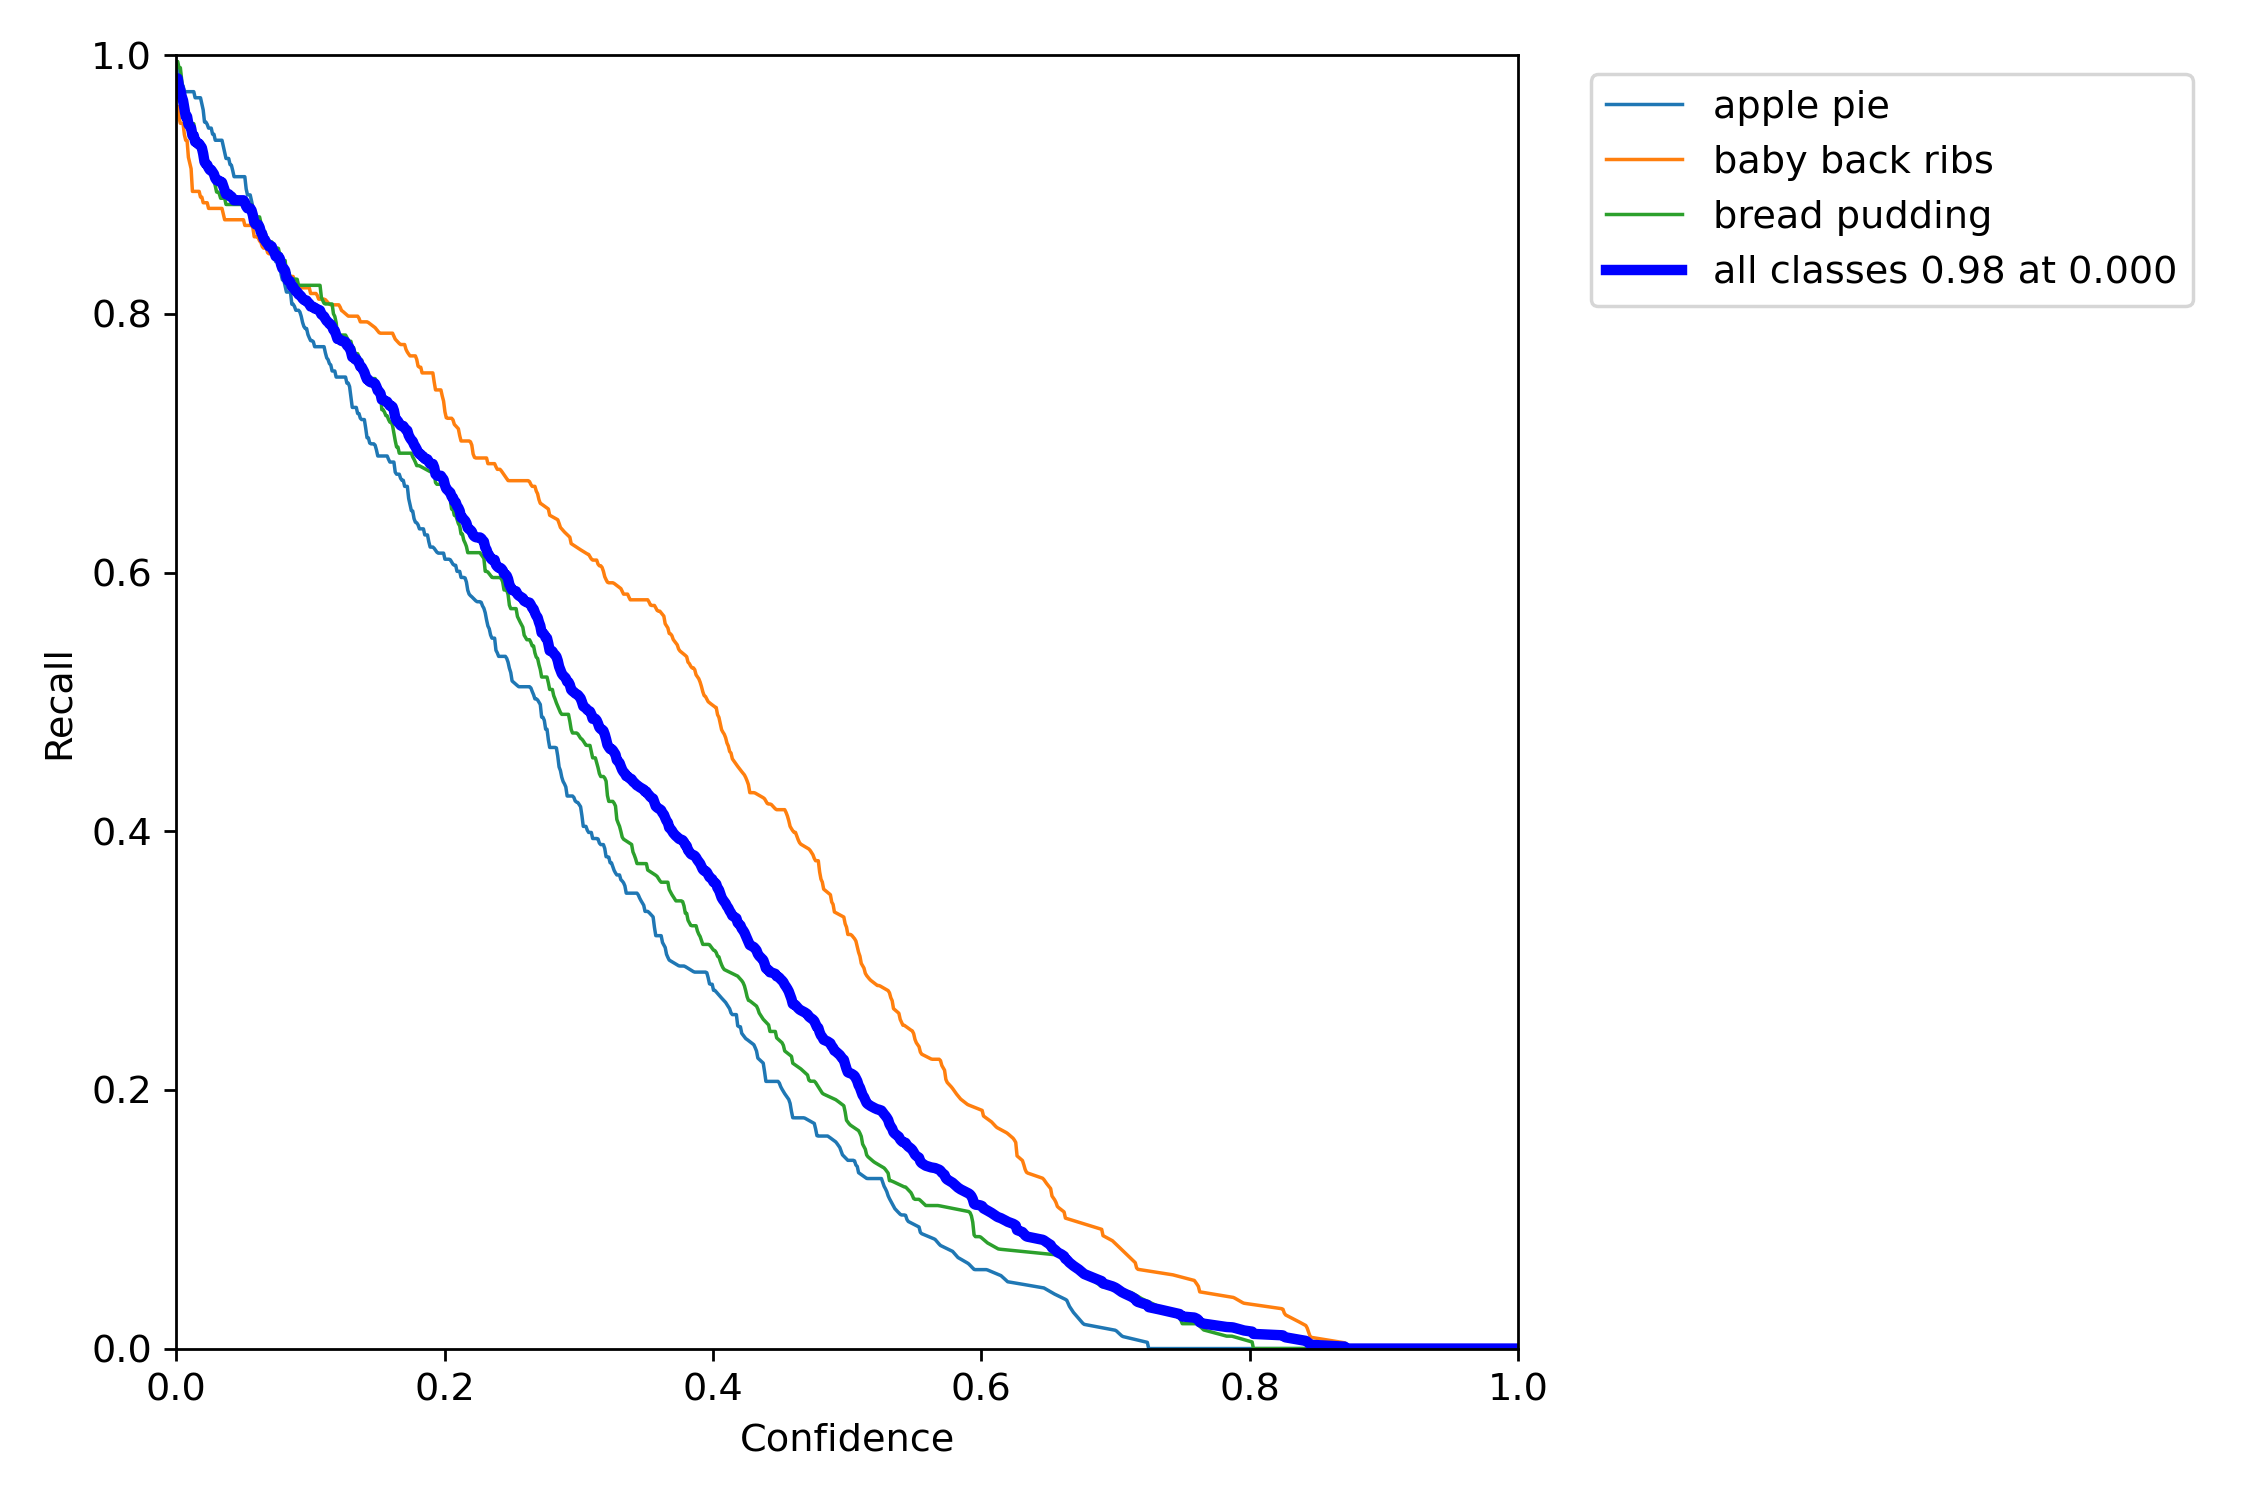 1.0
0.8
0.6
0.4
0.2
0.0
Recall
0.0 0.2 0.4 0.6 0.8 1.0
Confidence
apple pie
baby back ribs
bread pudding
all classes 0.98 at 0.000